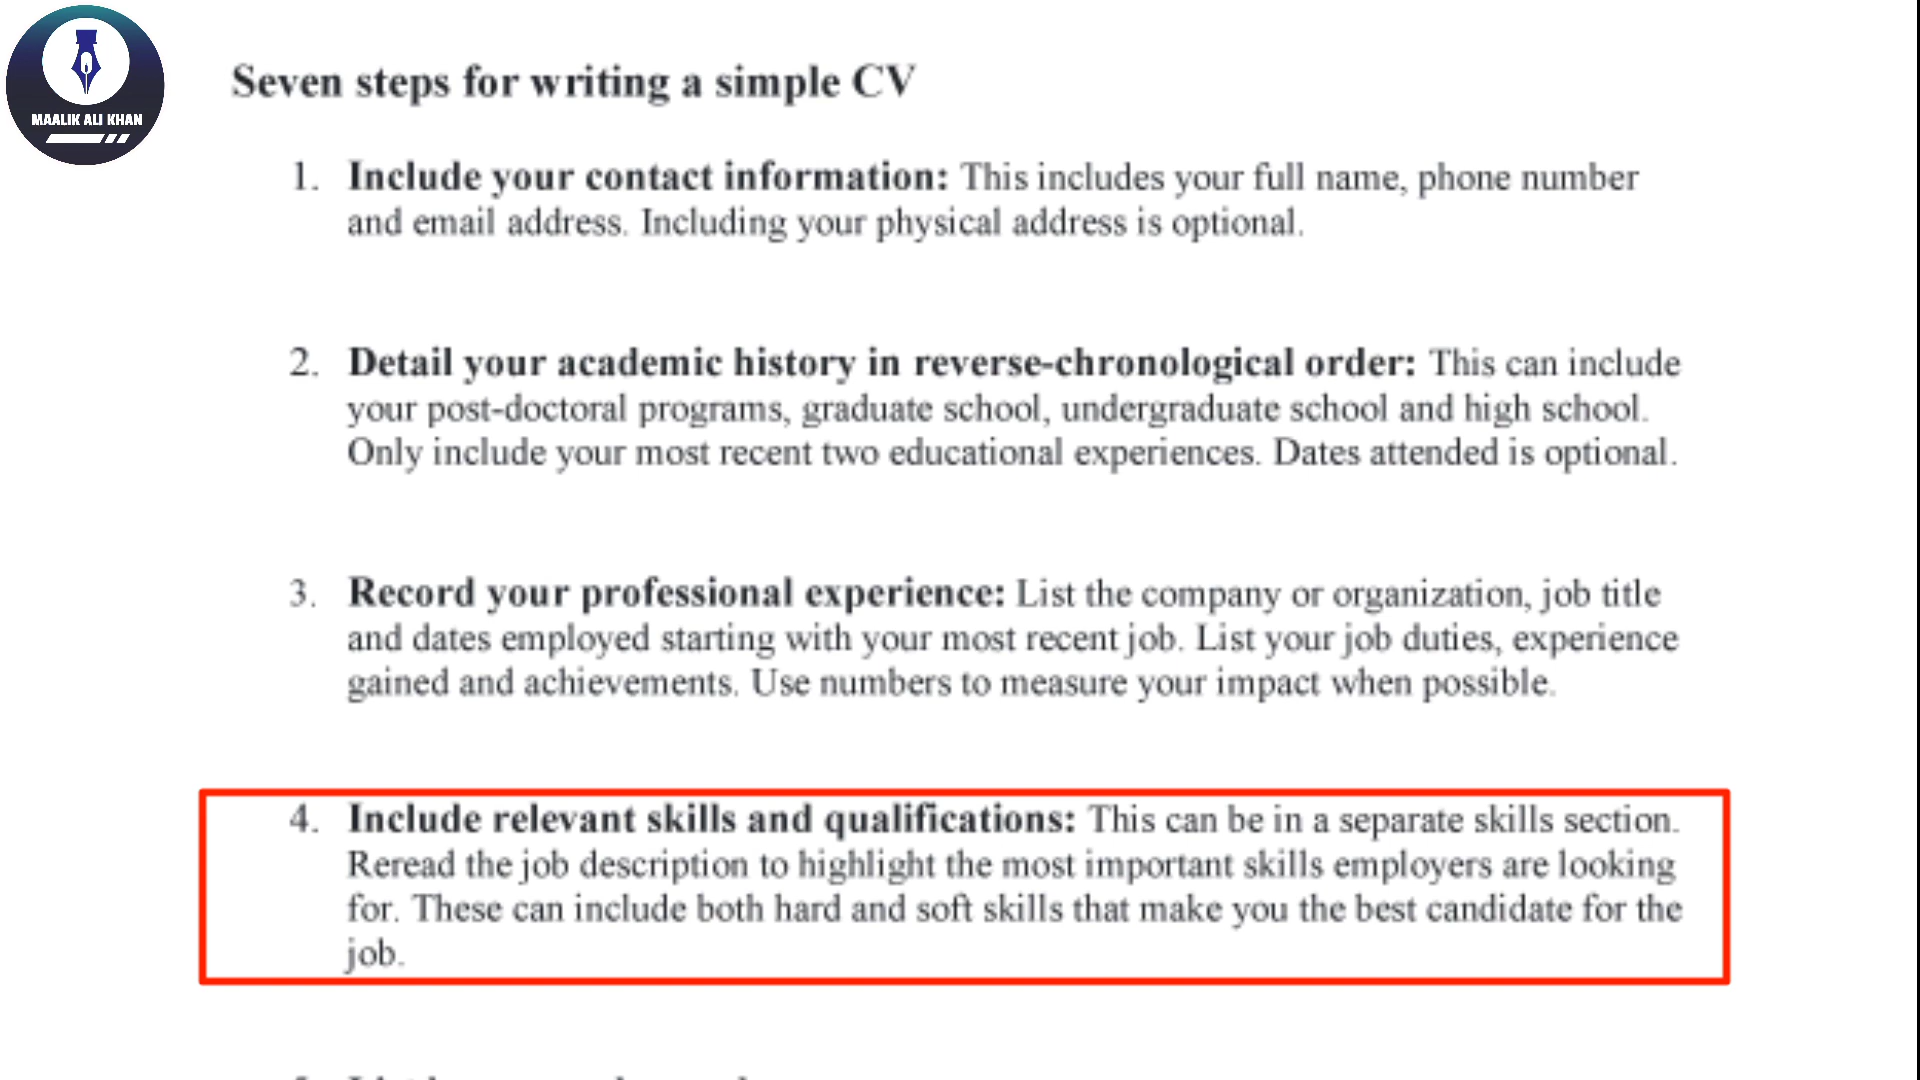 MAALIK ALI KHAN
Seven steps for writing a simple CV
1. Include your contact information: This includes your full name, phone number
and email address. Including your physical address is optional.
2. Detail your academic history in reverse-chronological order: This can include
your post-doctoral programs, graduate school, undergraduate school and high school.
Only include your most recent two educational experiences. Dates attended is optional.
3. Record your professional experience: List the company or organization, job title
and dates employed starting with your most recent job. List your job duties, experience
gained and achievements. Use numbers to measure your impact when possible.
4. Include relevant skills and qualifications: This can be in a separate skills section.
Reread the job description to highlight the most important skills employers are looking
for. These can include both hard and soft skills that make you the best candidate for the
job.